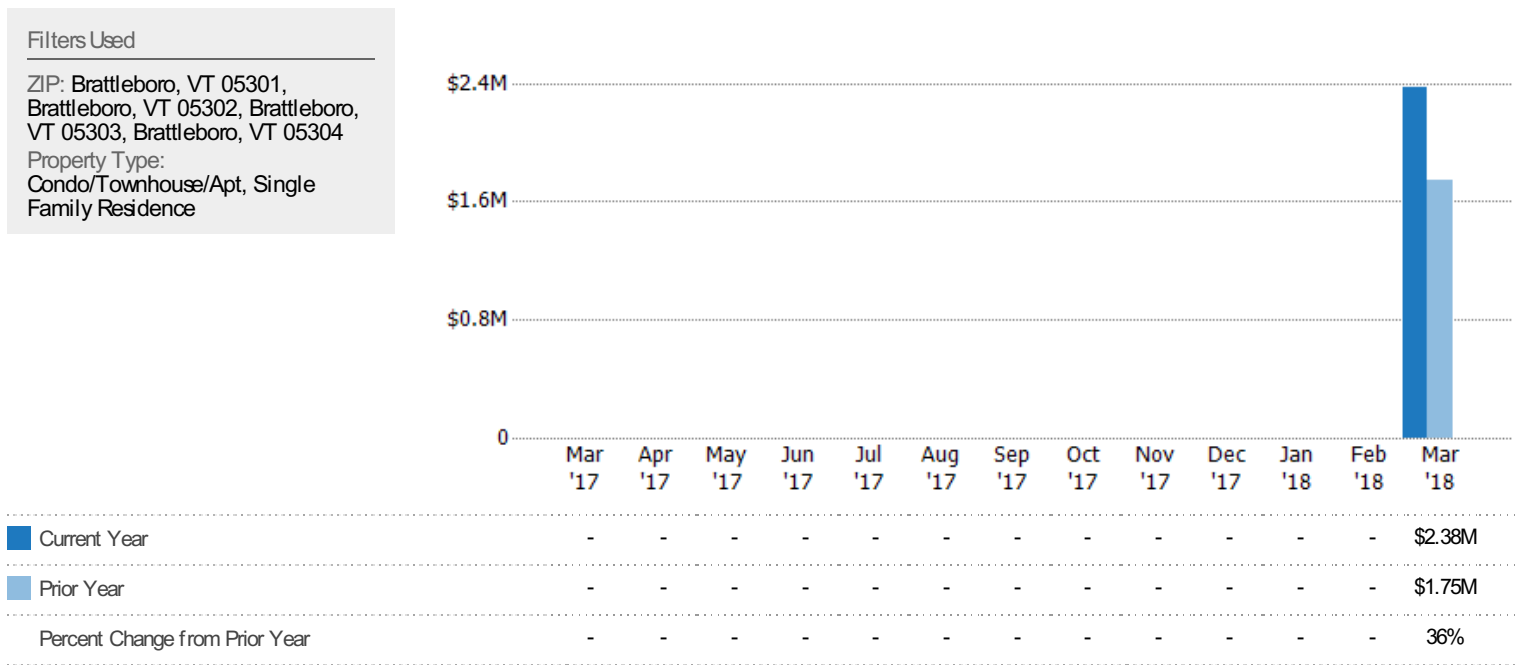 Filters Used
ZIP: Brattleboro, VT 05301,
Brattleboro, VT 05302, Brattleboro,
VT 05303, Brattleboro, VT 05304
Property Type:
Condo/Townhouse/Apt, Single
Family Residence
$2.4M
$1.6M
$0.8M
0
Mar Apr May Jun Jul Aug Sep Oct Nov Dec Jan Feb Mar
'17 '17 '17 '17 '17 '17 '17 '17 '17 '17 '18 '18 '18
Current Year - - - - - - - - - - - - $2.38M
Prior Year - - - - - - - - - - - - $1.75M
Percent Change from Prior Year - - - - - - - - - - - - 36%